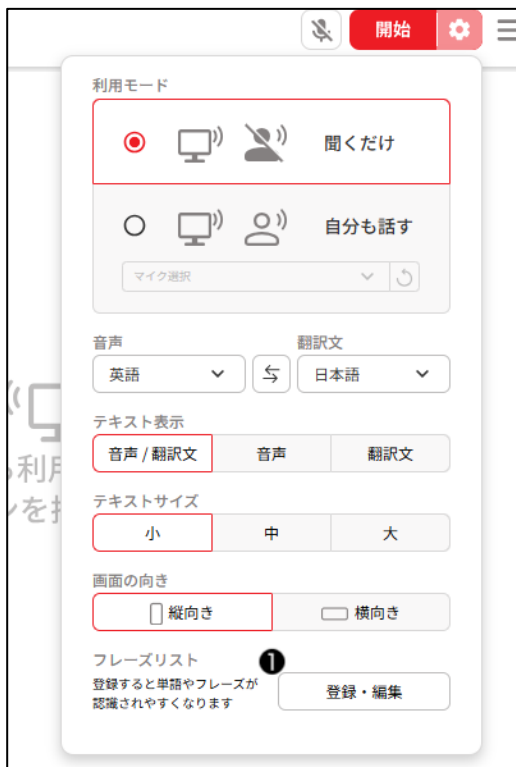 開始
利用モード
聞くだけ
自分も話す
マイク選択
音声 翻訳文
英語 日本語
テキスト表示
音声 / 翻訳文 音声 翻訳文
テキストサイズ
小 中 大
画面の向き
縦向き 横向き
フレーズリスト ❶
登録すると単語やフレーズが
認識されやすくなります
登録・編集